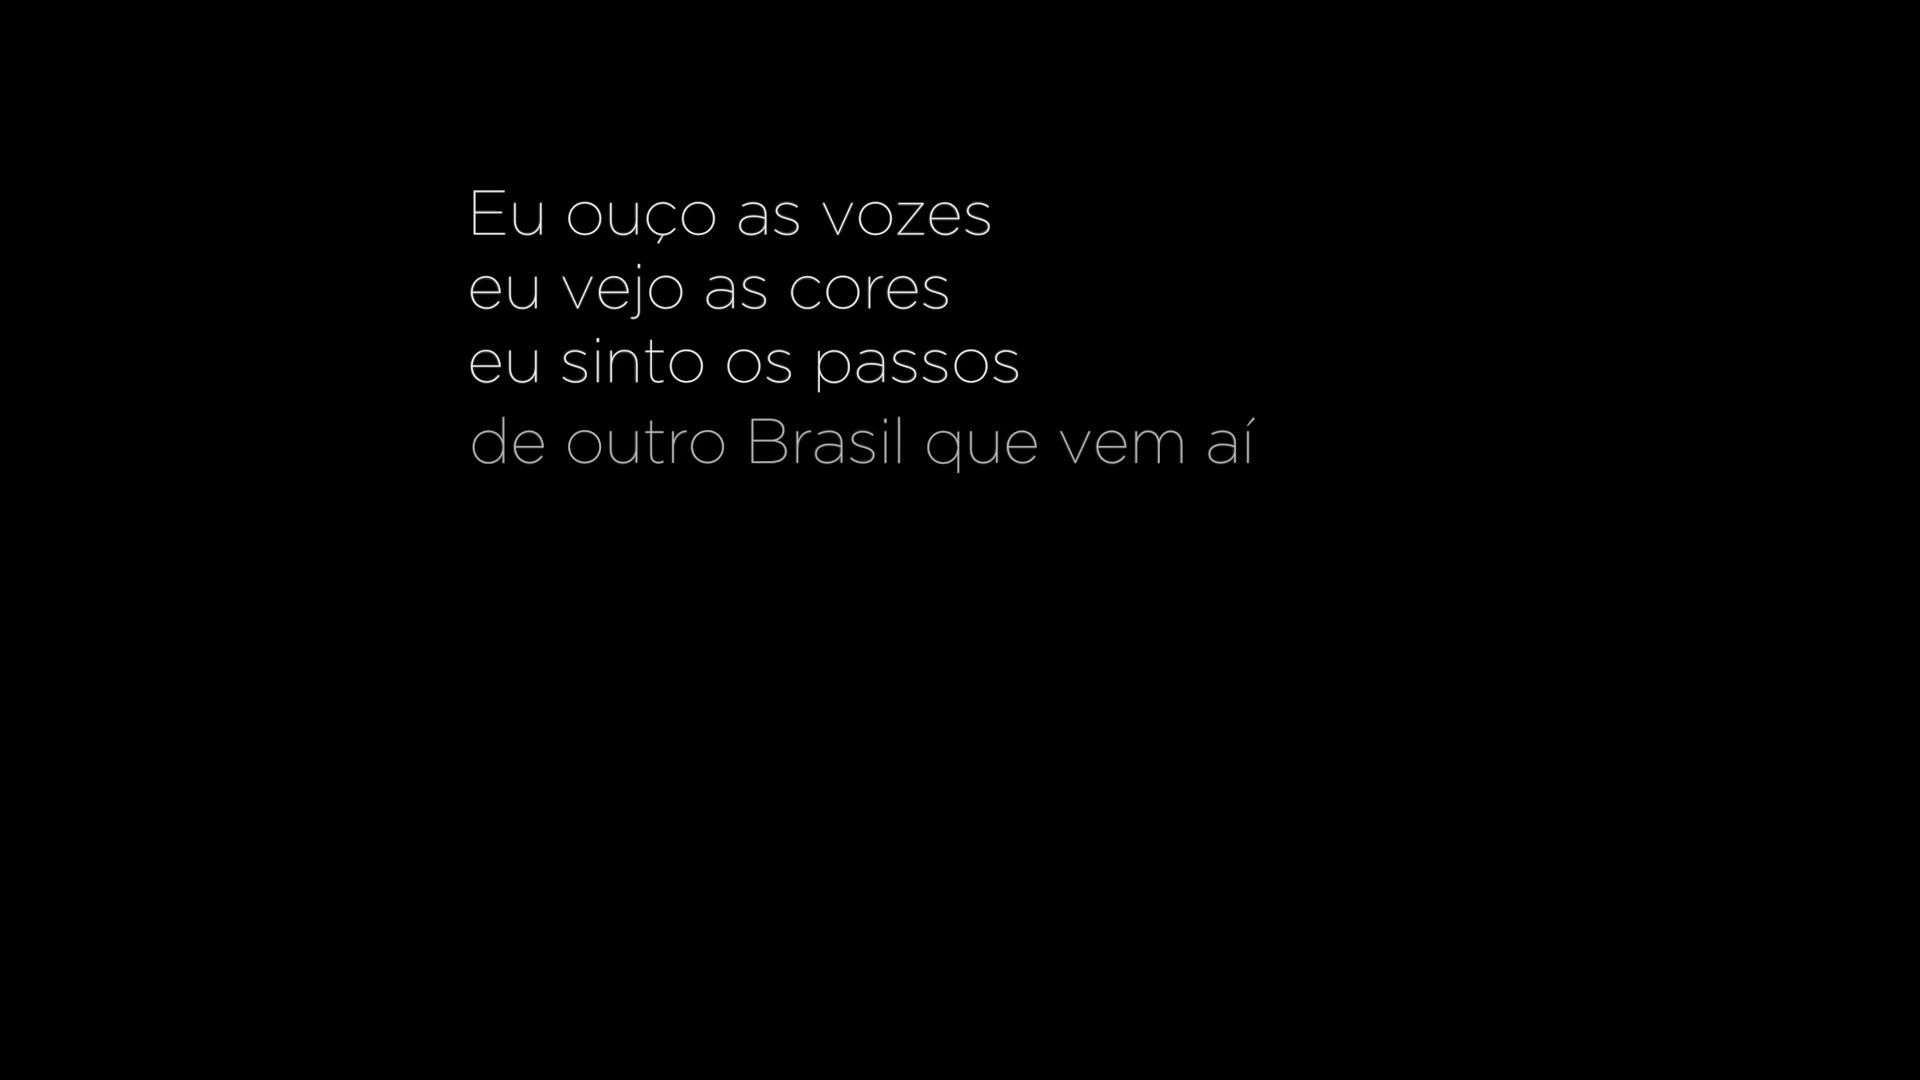 Eu ouço as vozes
eu vejo as cores
eu sinto os passos
de outro Brasil que vem aí